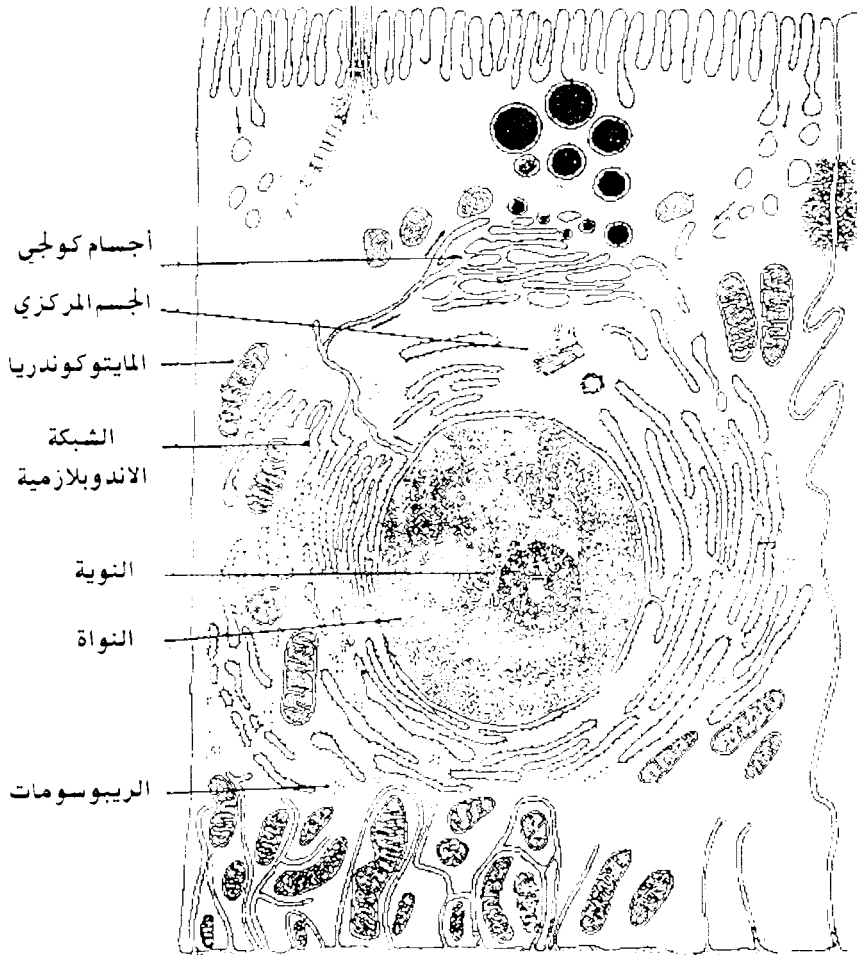 أجسام كولجي
الجسم المركزي
المايتوكوندريا
الشبكة
الاندوبلازمية
النوية
النواة
الريبوسومات